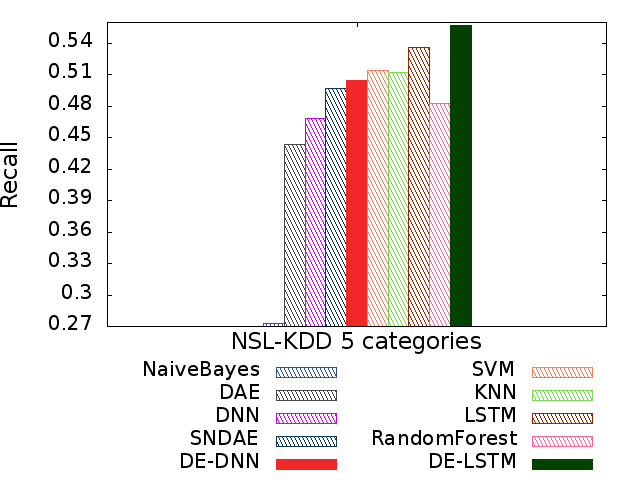 0.54
0.51
0.48
0.45
0.42
0.39
0.36
0.33
0.3
0.27
Recall
NSL-KDD 5 categories
NaiveBayes SVM
DAE KNN
DNN LSTM
SNDAE RandomForest
DE-DNN DE-LSTM